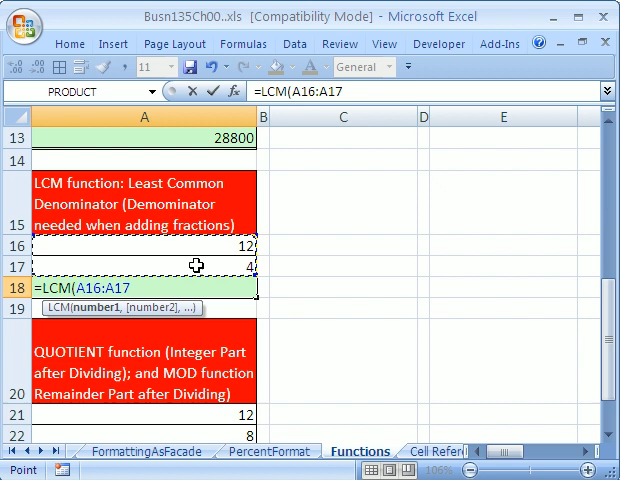 Busn135Ch00..xls [Compatibility Mode] - Microsoft Excel
Home Insert Page Layout Formulas Data Review View Developer Add-Ins
11 General
PRODUCT =LCM(A16:A17
A B C D E
13 28800
14
15 LCM function: Least Common
Denominator (Demominator
needed when adding fractions)
16 12
17 4
18 =LCM(A16:A17
19 LCM(number1, [number2], ...)
20 QUOTIENT function (Integer Part
after Dividing); and MOD function
Remainder Part after Dividing)
21 12
22 8
FormattingAsFacade PercentFormat Functions Cell Refere
Point 106%